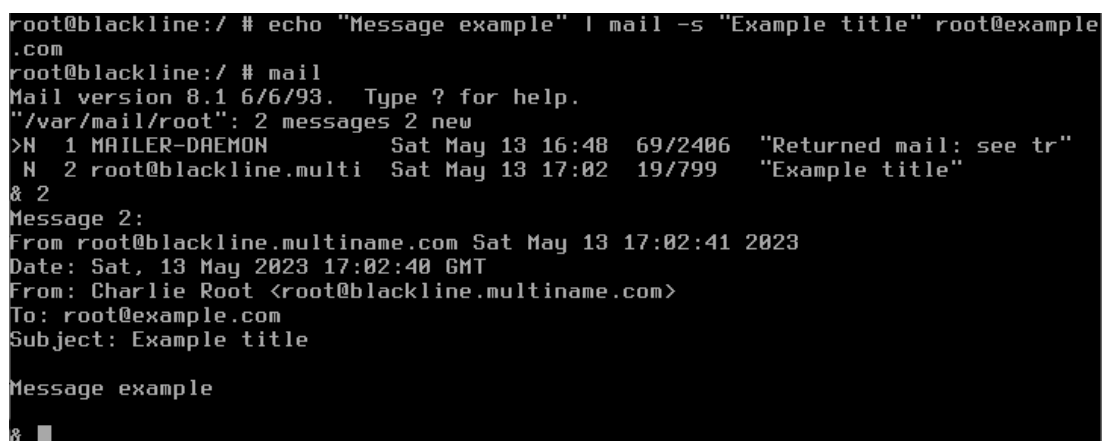 root@blackline:/ # echo "Message example" | mail -s "Example title" root@example
.com
root@blackline:/ # mail
Mail version 8.1 6/6/93.  Type ? for help.
"/var/mail/root": 2 messages 2 new
>N  1 MAILER-DAEMON         Sat May 13 16:48  69/2406  "Returned mail: see tr"
 N  2 root@blackline.multi  Sat May 13 17:02  19/799   "Example title"
& 2
Message 2:
From root@blackline.multiname.com Sat May 13 17:02:41 2023
Date: Sat, 13 May 2023 17:02:40 GMT
From: Charlie Root <root@blackline.multiname.com>
To: root@example.com
Subject: Example title

Message example

&